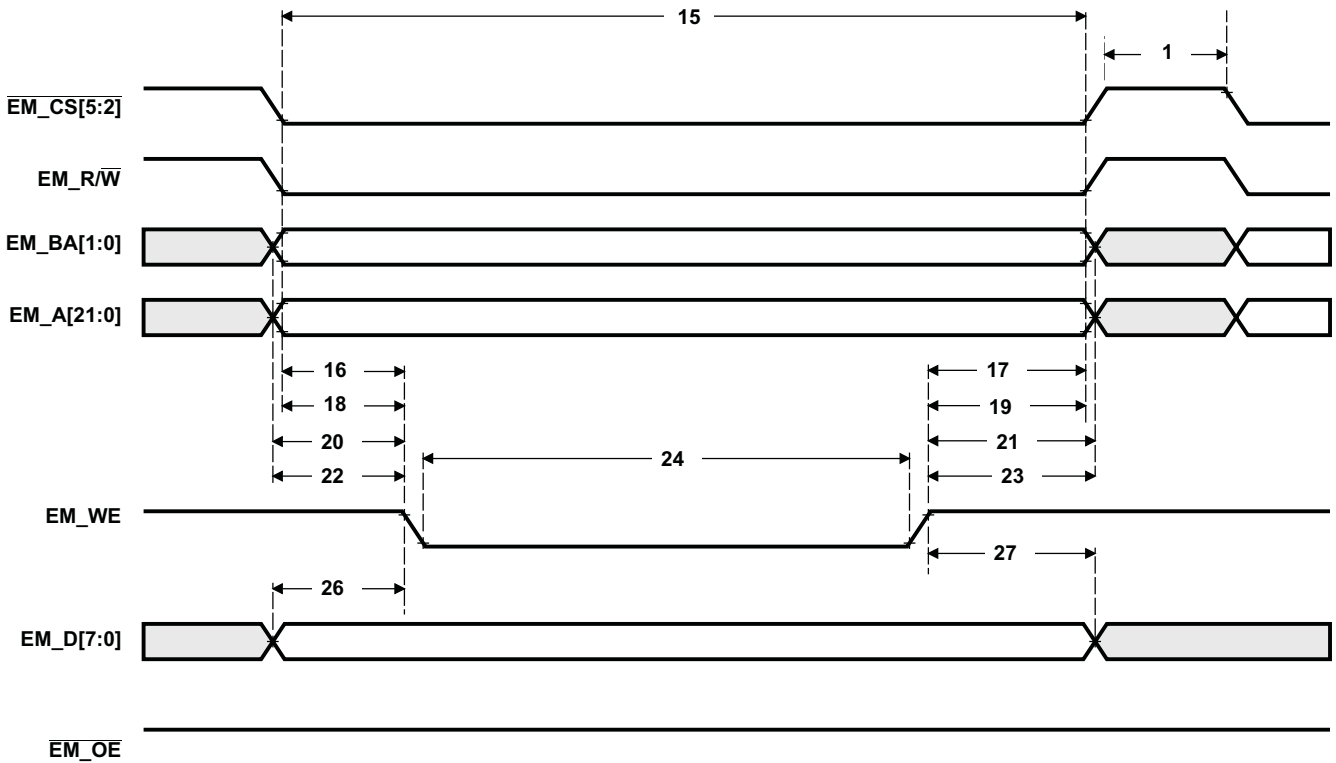 15
1
EM_CS[5:2]
EM_R/W
EM_BA[1:0]
EM_A[21:0]
16
17
18
19
20
21
22
23
24
EM_WE
27
26
EM_D[7:0]
EM_OE